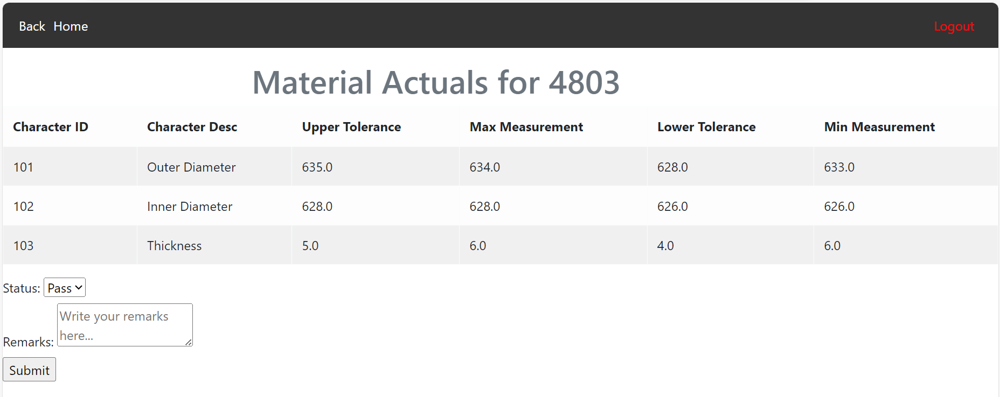 Back Home Logout
Material Actuals for 4803
Character ID Character Desc Upper Tolerance Max Measurement Lower Tolerance Min Measurement
101 Outer Diameter 635.0 634.0 628.0 633.0
102 Inner Diameter 628.0 628.0 626.0 626.0
103 Thickness 5.0 6.0 4.0 6.0
Status: Pass
Write your remarks
here...
Remarks:
Submit